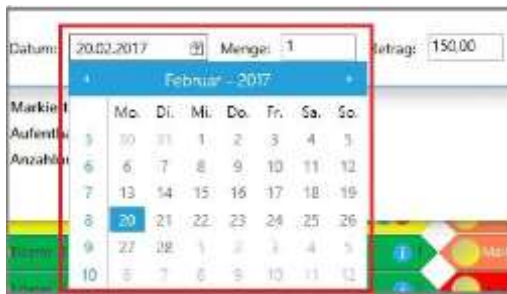 Datum: 20.02.2017 Menge: 1 Betrag: 150,00
Februar - 2017
Mo. Di. Mi. Do. Fr. Sa. So.
5 30 31 1 2 3 4 5
6 6 7 8 9 10 11 12
7 13 14 15 16 17 18 19
8 20 21 22 23 24 25 26
9 27 28 1 2 3 4 5
10 6 7 8 9 10 11 12